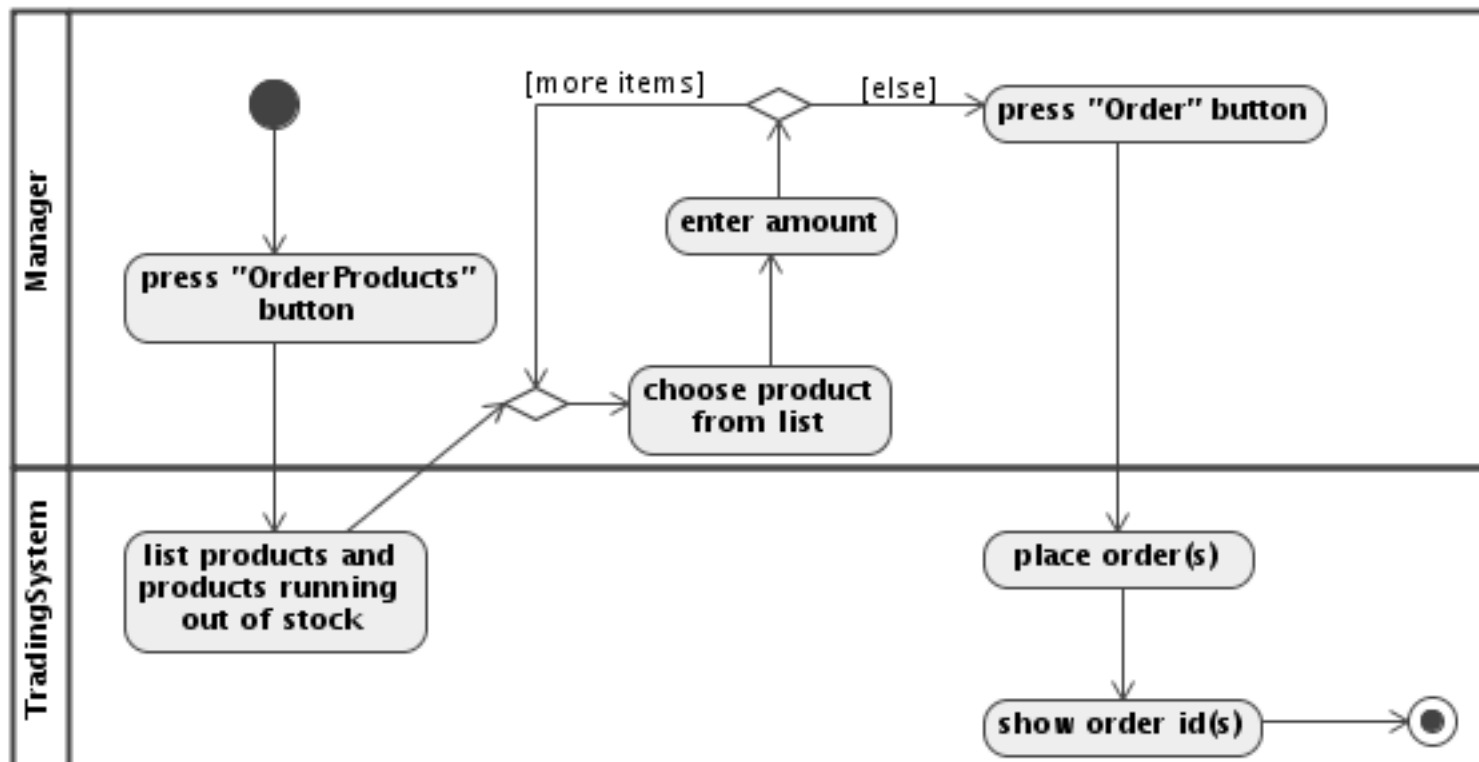 Manager
[more items]
[else]
press "Order" button
enter amount
press "OrderProducts"
button
choose product
from list
TradingSystem
list products and
products running
out of stock
place order(s)
show order id(s)